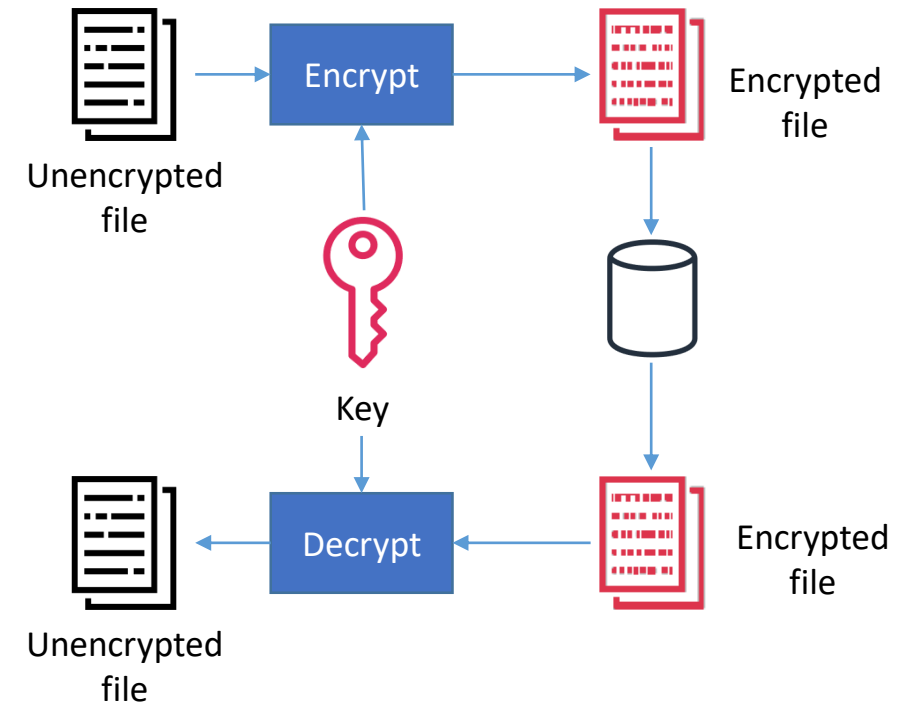 Encrypt
Encrypted
file
Unencrypted
file
Key
Decrypt
Encrypted
file
Unencrypted
file